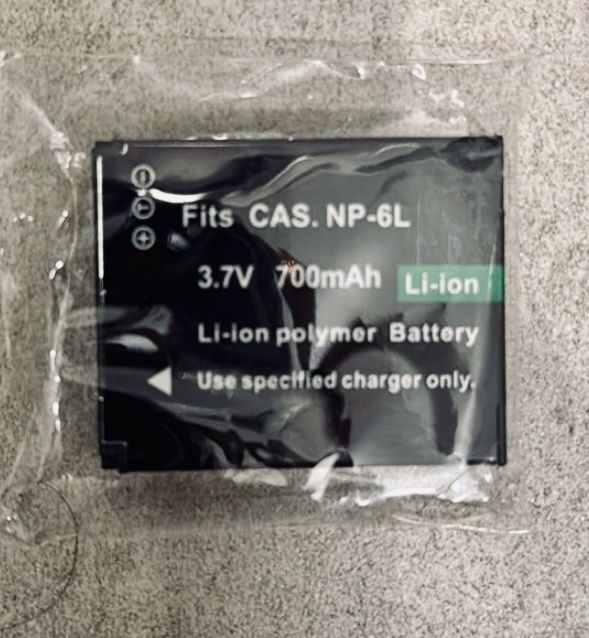 Fits CAS. NP-6L
3.7V 700mAh Li-ion
Li-ion polymer Battery
Use specified charger only.